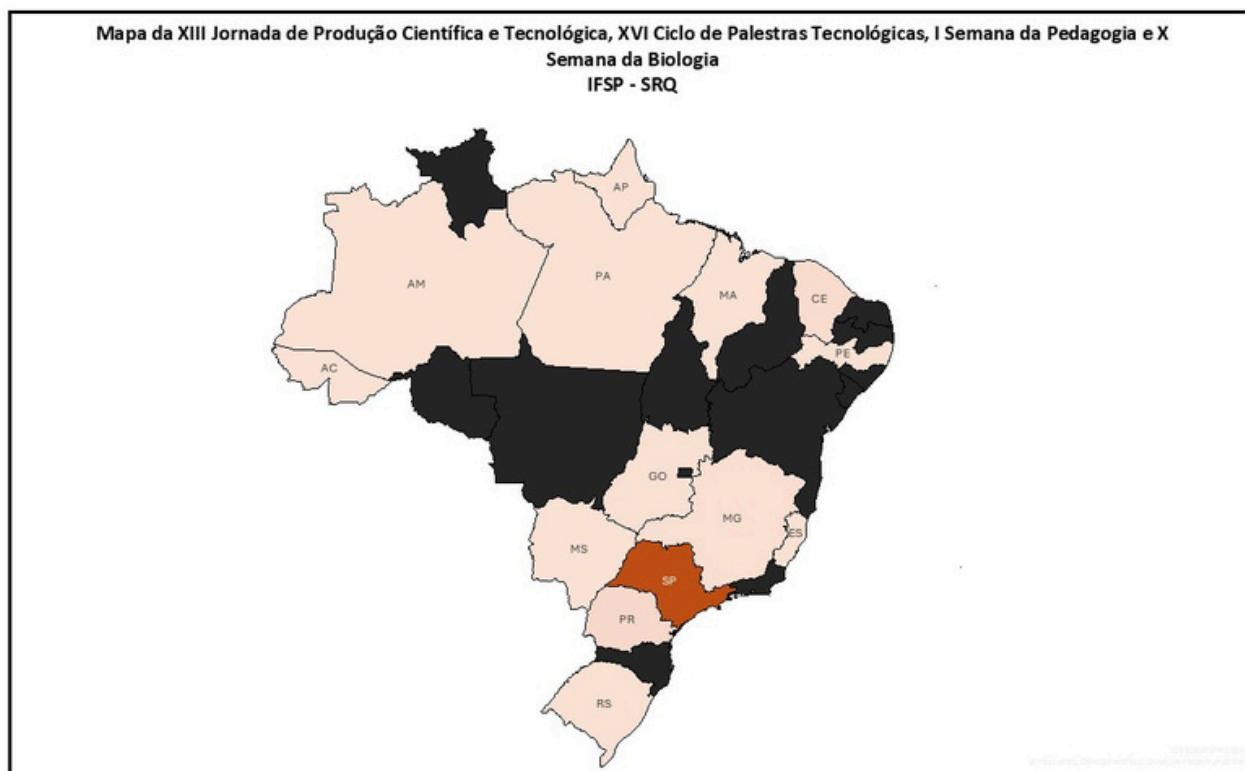 Mapa da XIII Jornada de Produção Científica e Tecnológica, XVI Ciclo de Palestras Tecnológicas, I Semana da Pedagogia e X
Semana da Biologia
IFSP - SRQ
AP
AM
PA
MA
CE
PE
AC
GO
MG
ES
MS
SP
PR
RS